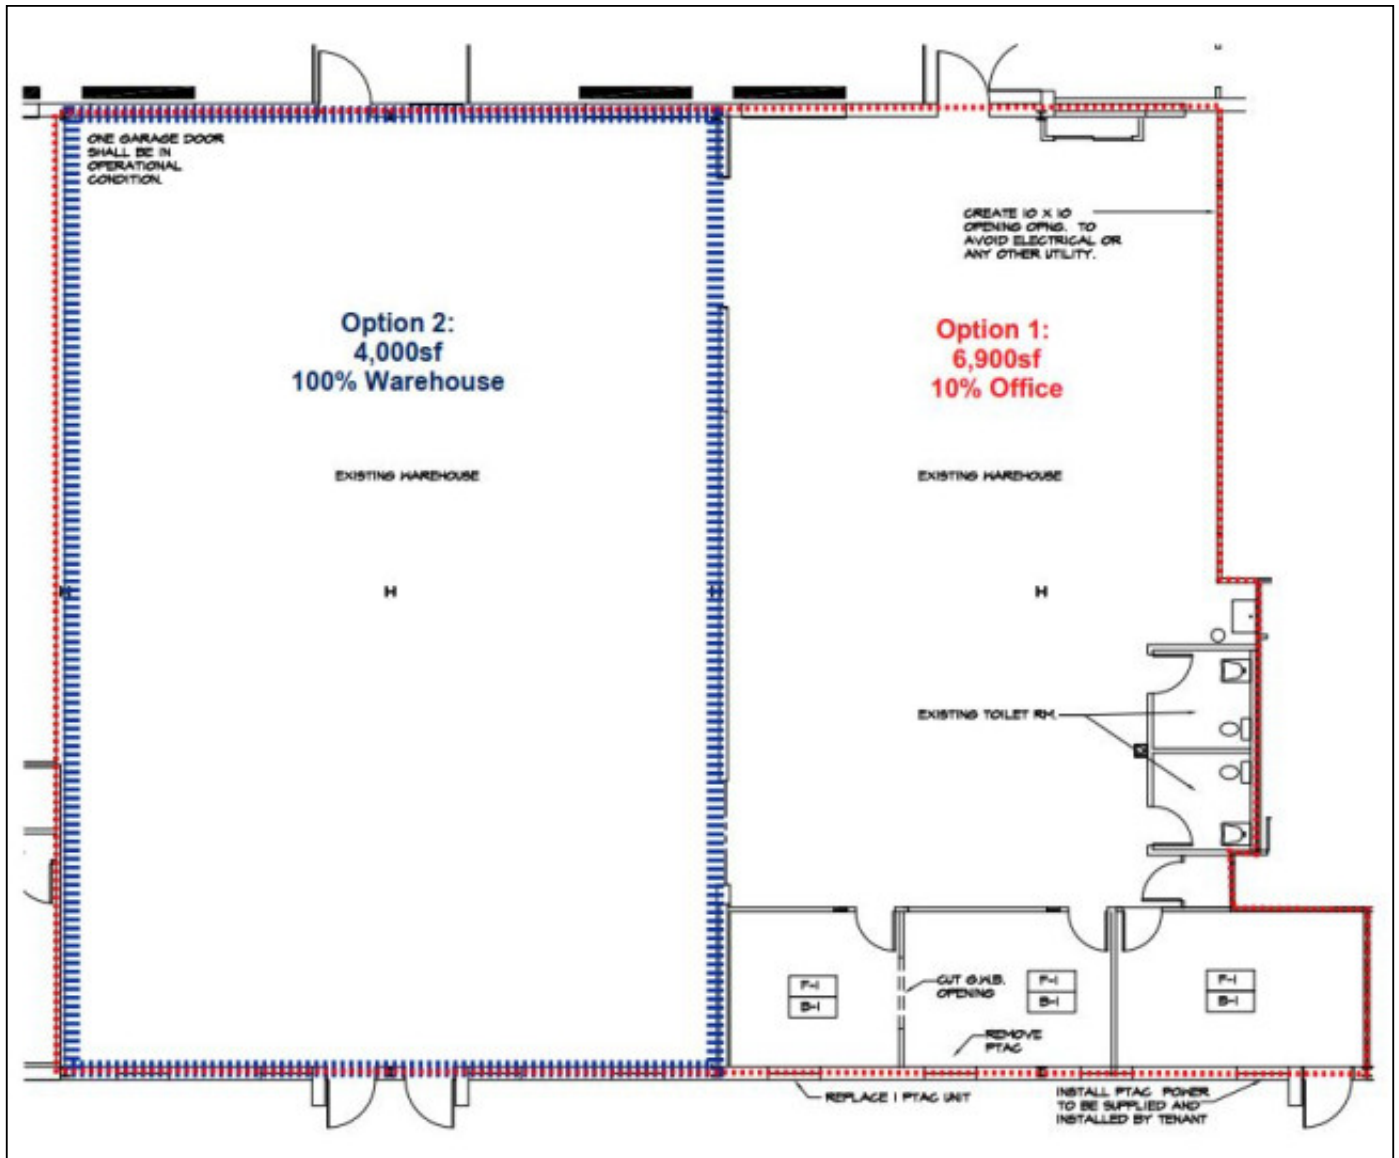 ONE GARAGE DOOR
SHALL BE IN
OPERATIONAL
CONDITION.
CREATE 10 X 10
OPENING OPNG. TO
AVOID ELECTRICAL OR
ANY OTHER UTILITY.
Option 2:
4,000sf
100% Warehouse
Option 1:
6,900sf
10% Office
EXISTING WAREHOUSE
EXISTING WAREHOUSE
EXISTING TOILET RM.
F-1
B-1
CUT G.W.B.
OPENING
F-1
B-1
F-1
B-1
REMOVE
PTAC
REPLACE 1 PTAC UNIT
INSTALL PTAC POWER
TO BE SUPPLIED AND
INSTALLED BY TENANT